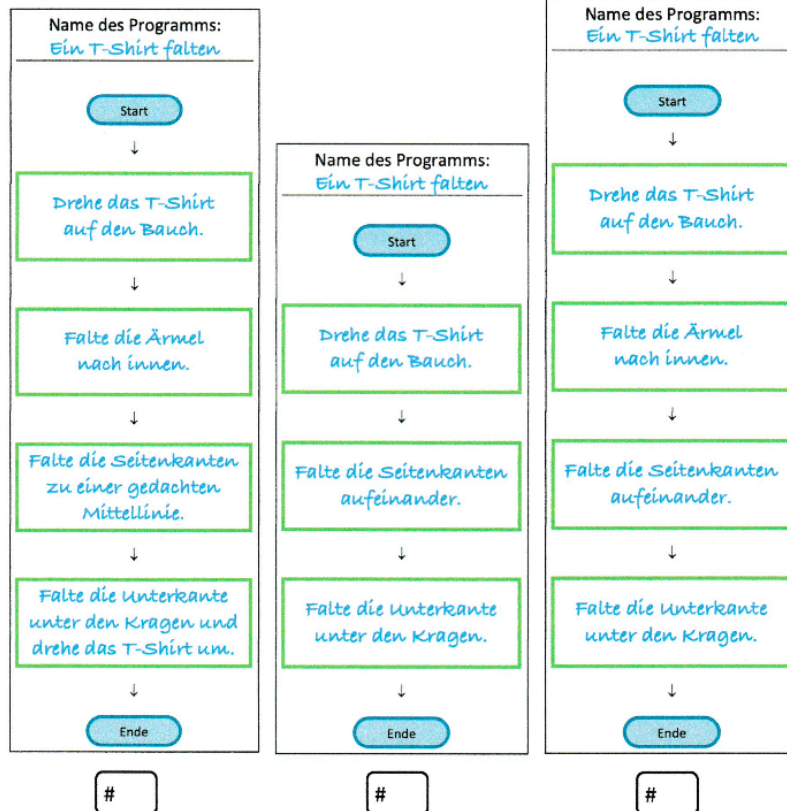 Name des Programms:
Ein T-Shirt falten
Start
↓
Drehe das T-Shirt
auf den Bauch.
↓
Falte die Ärmel
nach innen.
↓
Falte die Seitenkanten
zu einer gedachten
Mittellinie.
↓
Falte die Unterkante
unter den Kragen und
drehe das T-Shirt um.
↓
Ende
#
Name des Programms:
Ein T-Shirt falten
Start
↓
Drehe das T-Shirt
auf den Bauch.
↓
Falte die Seitenkanten
aufeinander.
↓
Falte die Unterkante
unter den Kragen.
↓
Ende
#
Name des Programms:
Ein T-Shirt falten
Start
↓
Drehe das T-Shirt
auf den Bauch.
↓
Falte die Ärmel
nach innen.
↓
Falte die Seitenkanten
aufeinander.
↓
Falte die Unterkante
unter den Kragen.
↓
Ende
#